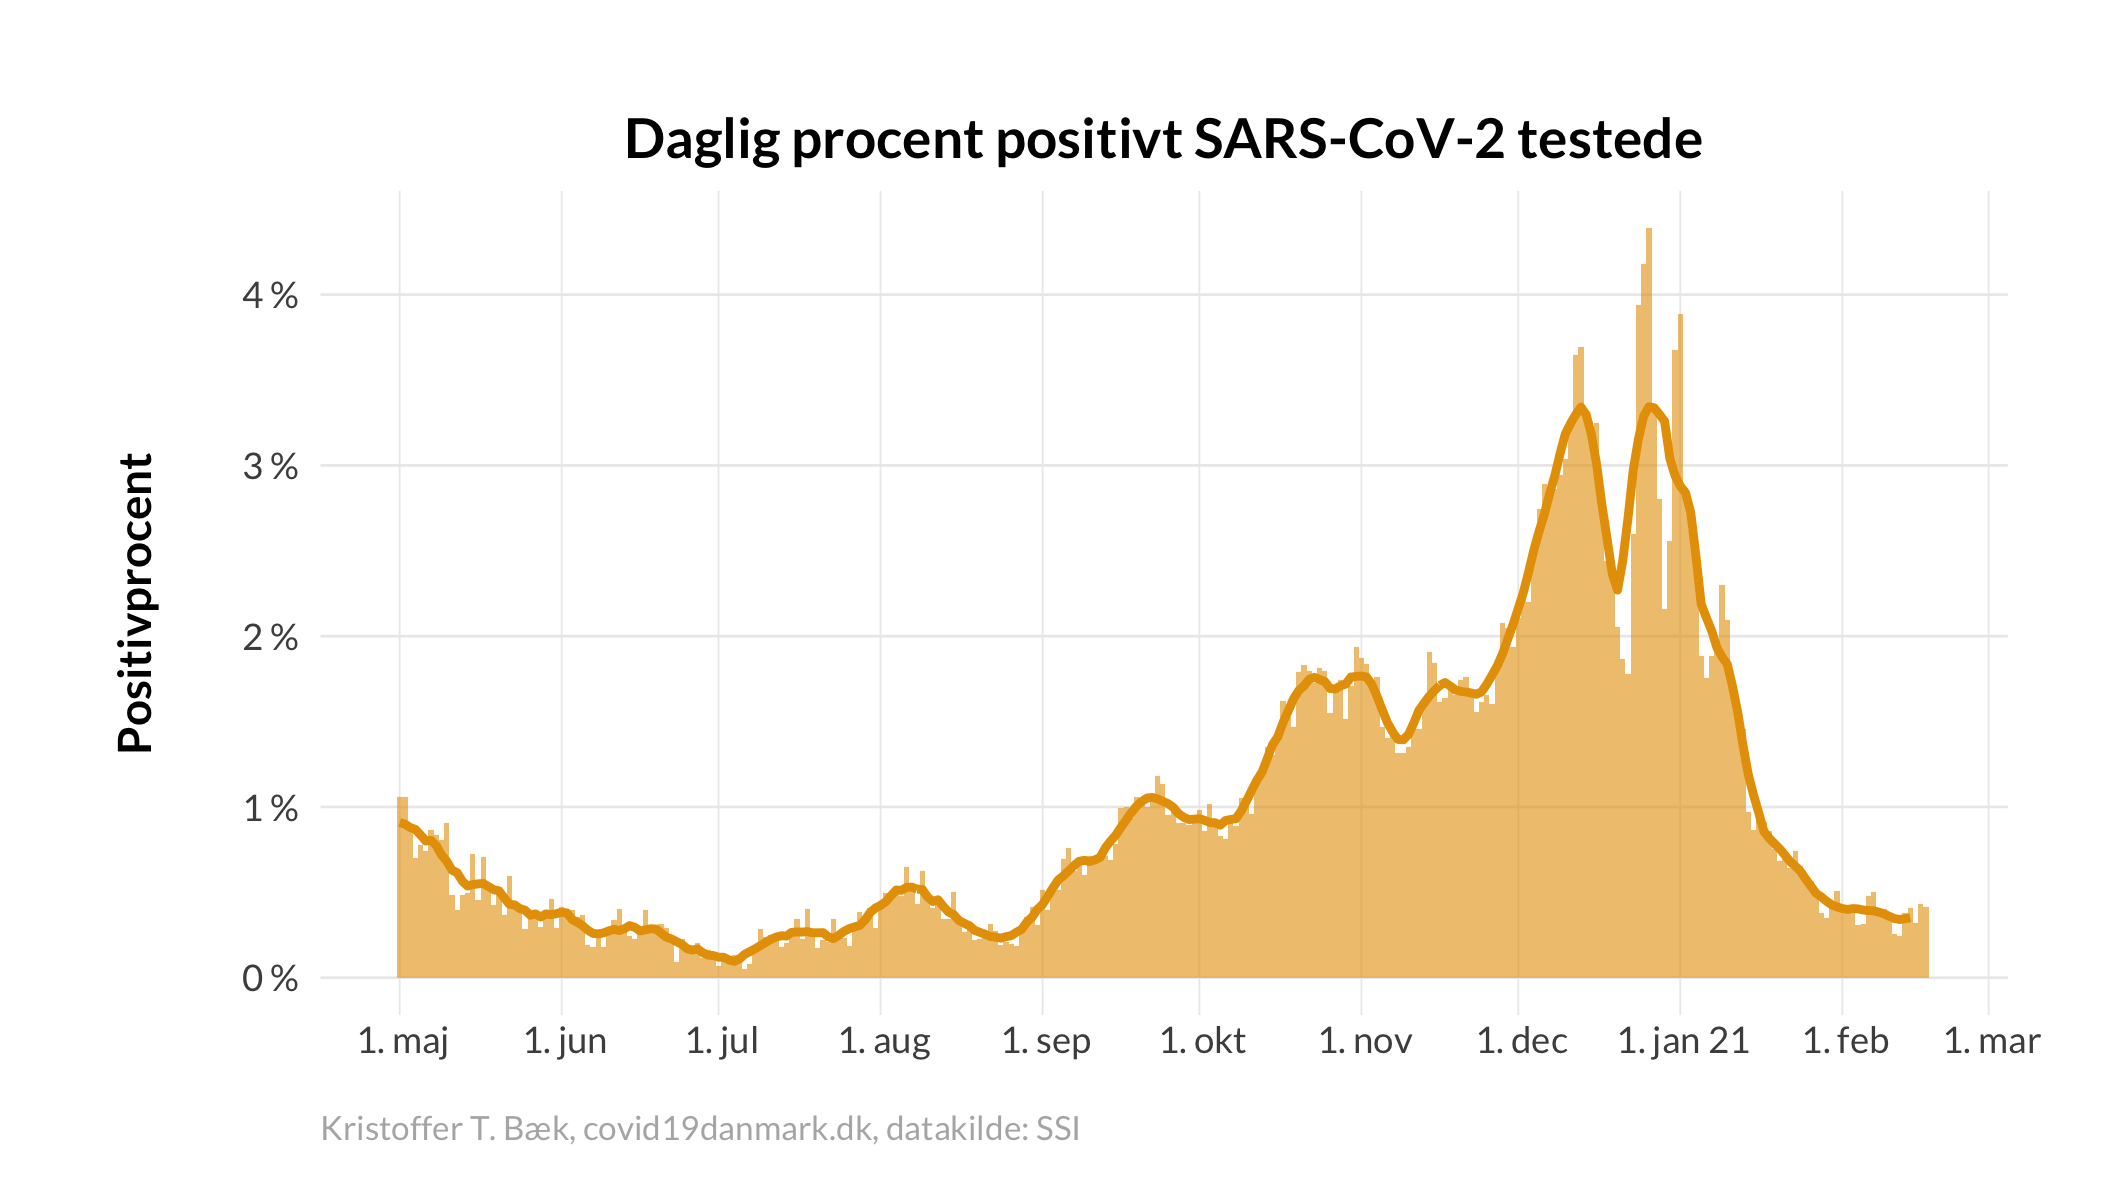 Daglig procent positivt SARS-CoV-2 testede
Positivprocent
4 %
3 %
2 %
1 %
0 %
1. maj 1. jun 1. jul 1. aug 1. sep 1. okt 1. nov 1. dec 1. jan 21 1. feb 1. mar
Kristoffer T. Bæk, covid19danmark.dk, datakilde: SSI